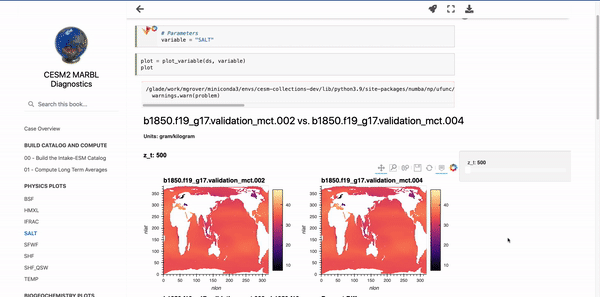 CESM2 MARBL
Diagnostics
Search this book...
Case Overview
BUILD CATALOG AND COMPUTE
00 - Build the Intake-ESM Catalog
01 - Compute Long Term Averages
PHYSICS PLOTS
BSF
HMXL
IFRAC
SALT
SFWF
SHF
SHF_QSW
TEMP
BIOGEOCHEMISTRY PLOTS
# Parameters
variable = "SALT"
plot = plot_variable(ds, variable)
plot
/glade/work/mgrover/miniconda3/envs/cesm-collections-dev/lib/python3.9/site-packages/numba/np/ufunc/
warnings.warn(problem)
b1850.f19_g17.validation_mct.002 vs. b1850.f19_g17.validation_mct.004
Units: gram/kilogram
z_t: 500
z_t: 500
b1850.f19_g17.validation_mct.002
350
300
250
200
150
100
50
0
nlat
0 50 100 150 200 250 300
nlon
40
30
20
10
b1850.f19_g17.validation_mct.004
350
300
250
200
150
100
50
0
nlat
0 50 100 150 200 250 300
nlon
40
30
20
10